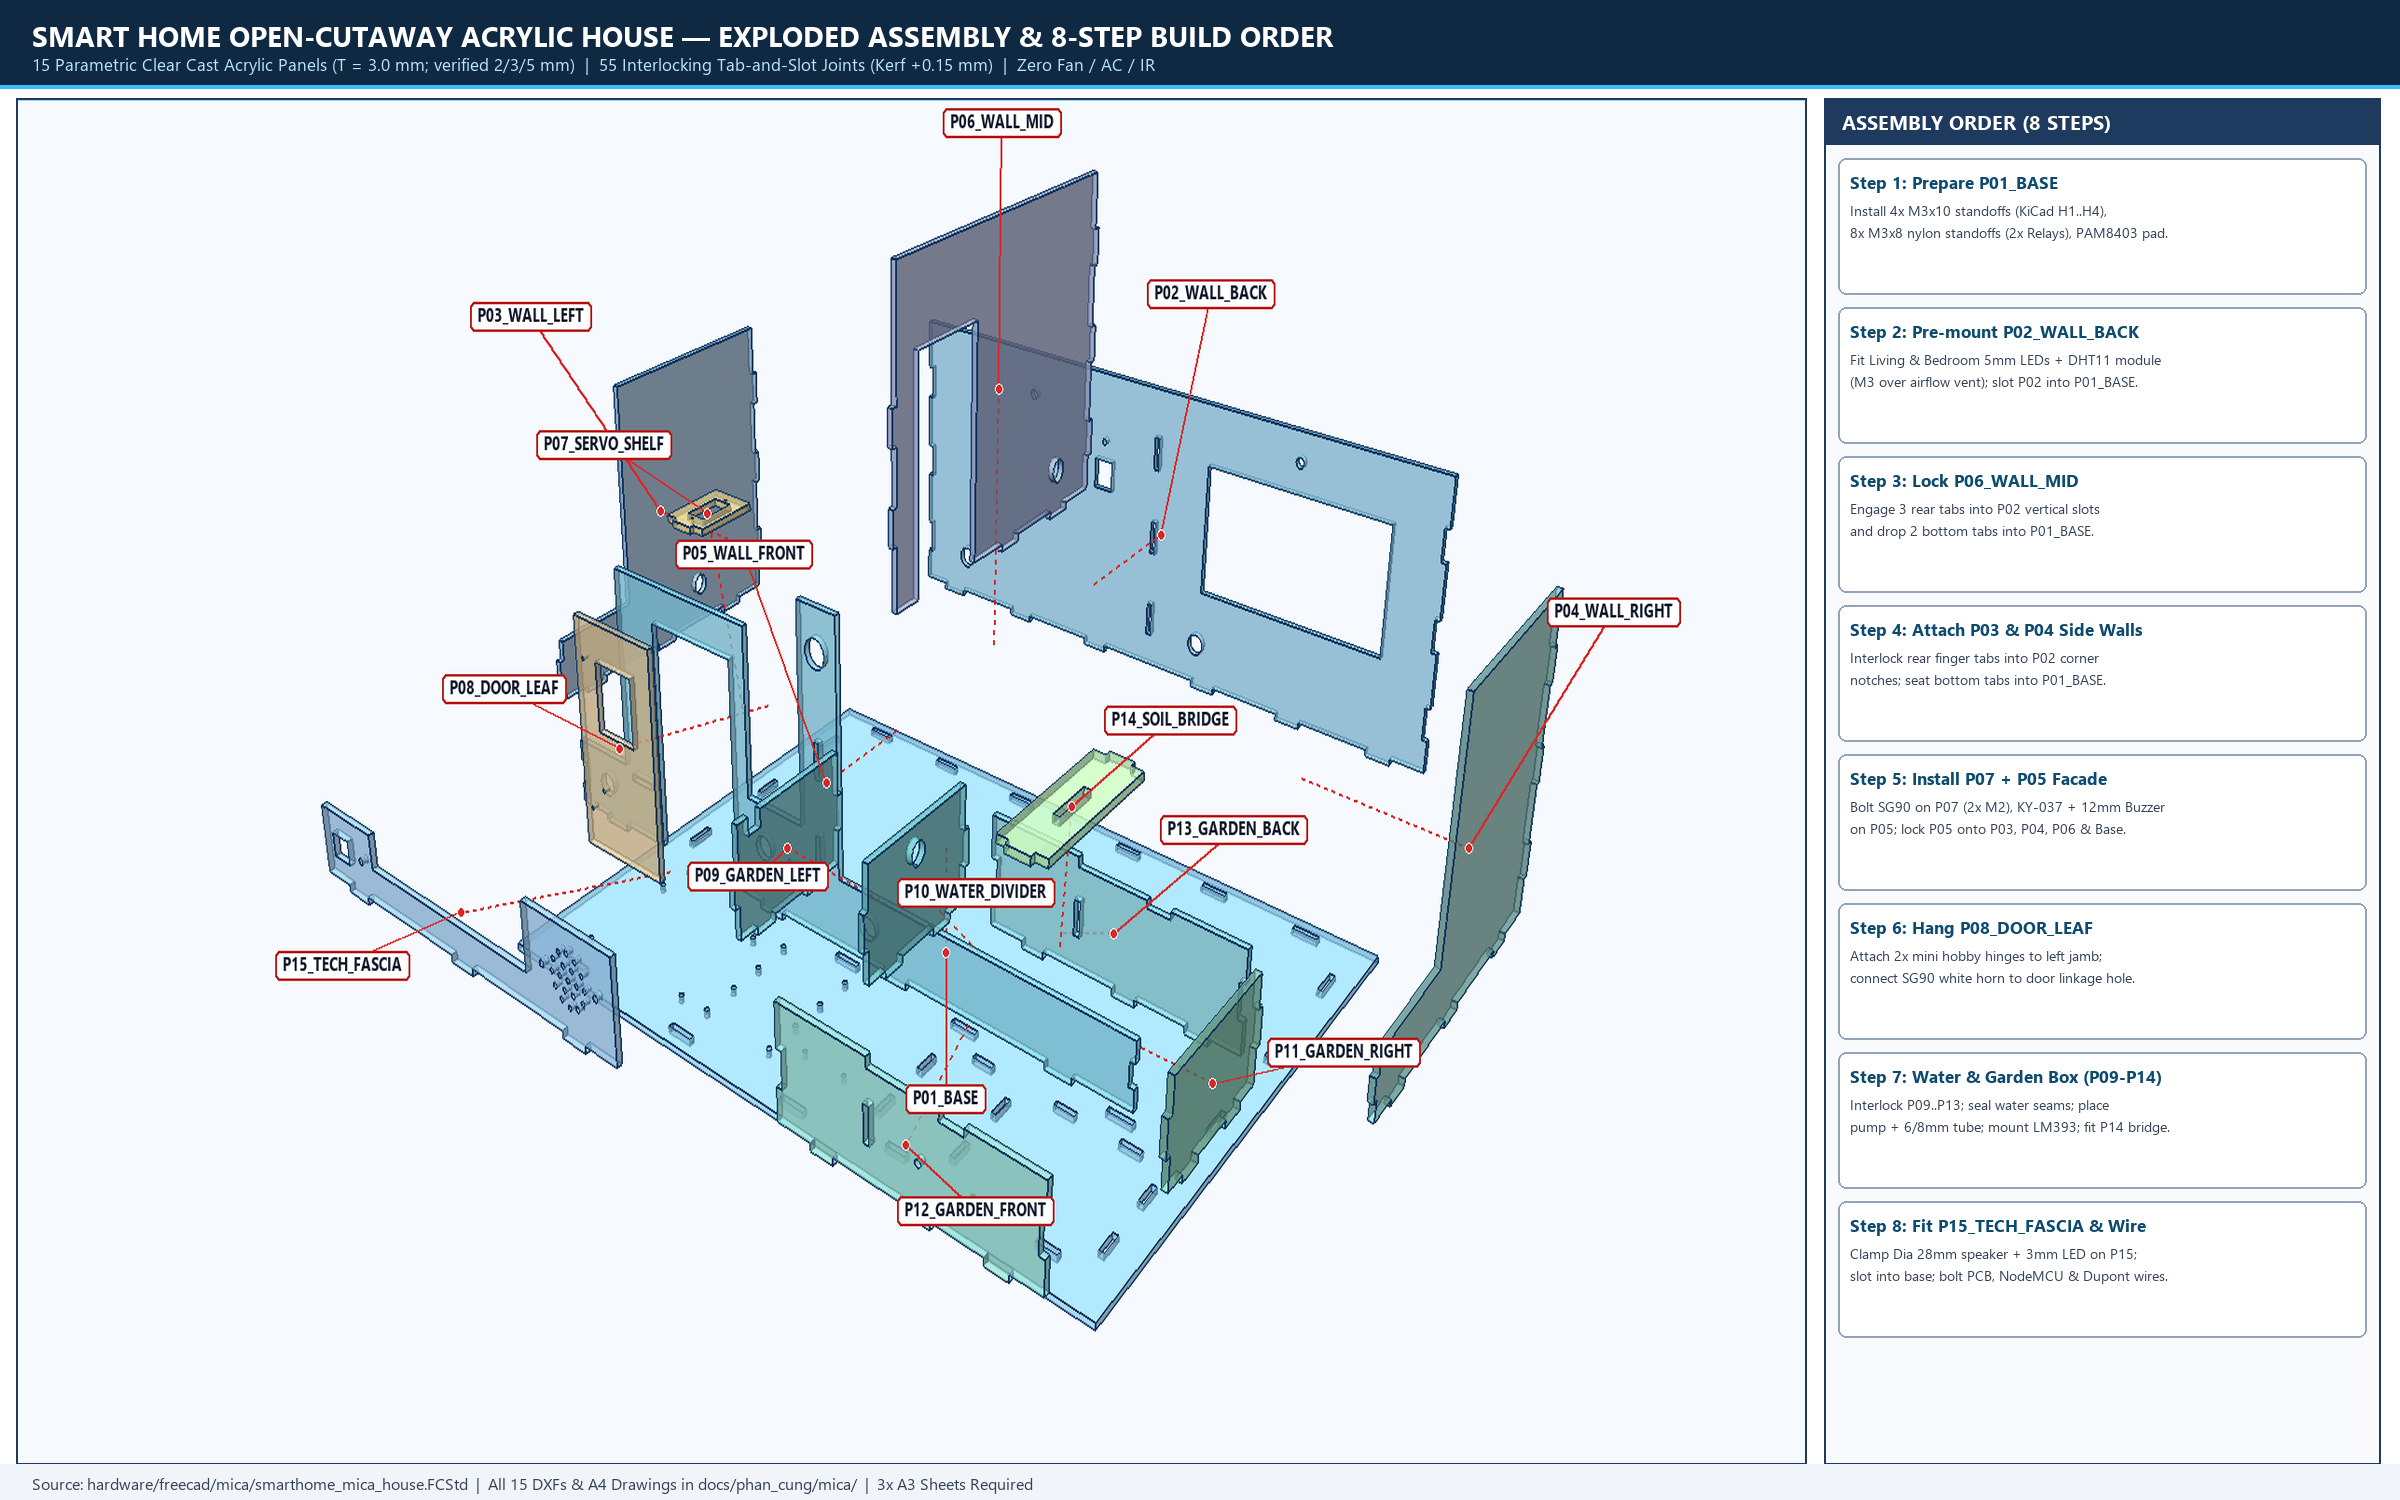 SMART HOME OPEN-CUTAWAY ACRYLIC HOUSE — EXPLODED ASSEMBLY & 8-STEP BUILD ORDER
15 Parametric Clear Cast Acrylic Panels (T = 3.0 mm; verified 2/3/5 mm) | 55 Interlocking Tab-and-Slot Joints (Kerf +0.15 mm) | Zero Fan / AC / IR
P06_WALL_MID
P02_WALL_BACK
P03_WALL_LEFT
P07_SERVO_SHELF
P05_WALL_FRONT
P04_WALL_RIGHT
P08_DOOR_LEAF
P14_SOIL_BRIDGE
P13_GARDEN_BACK
P09_GARDEN_LEFT
P10_WATER_DIVIDER
P15_TECH_FASCIA
P11_GARDEN_RIGHT
P01_BASE
P12_GARDEN_FRONT
ASSEMBLY ORDER (8 STEPS)
Step 1: Prepare P01_BASE
Install 4x M3x10 standoffs (KiCad H1..H4),
8x M3x8 nylon standoffs (2x Relays), PAM8403 pad.
Step 2: Pre-mount P02_WALL_BACK
Fit Living & Bedroom 5mm LEDs + DHT11 module
(M3 over airflow vent); slot P02 into P01_BASE.
Step 3: Lock P06_WALL_MID
Engage 3 rear tabs into P02 vertical slots
and drop 2 bottom tabs into P01_BASE.
Step 4: Attach P03 & P04 Side Walls
Interlock rear finger tabs into P02 corner
notches; seat bottom tabs into P01_BASE.
Step 5: Install P07 + P05 Facade
Bolt SG90 on P07 (2x M2), KY-037 + 12mm Buzzer
on P05; lock P05 onto P03, P04, P06 & Base.
Step 6: Hang P08_DOOR_LEAF
Attach 2x mini hobby hinges to left jamb;
connect SG90 white horn to door linkage hole.
Step 7: Water & Garden Box (P09-P14)
Interlock P09..P13; seal water seams; place
pump + 6/8mm tube; mount LM393; fit P14 bridge.
Step 8: Fit P15_TECH_FASCIA & Wire
Clamp Dia 28mm speaker + 3mm LED on P15;
slot into base; bolt PCB, NodeMCU & Dupont wires.
Source: hardware/freecad/mica/smarthome_mica_house.FCStd | All 15 DXFs & A4 Drawings in docs/phan_cung/mica/ | 3x A3 Sheets Required